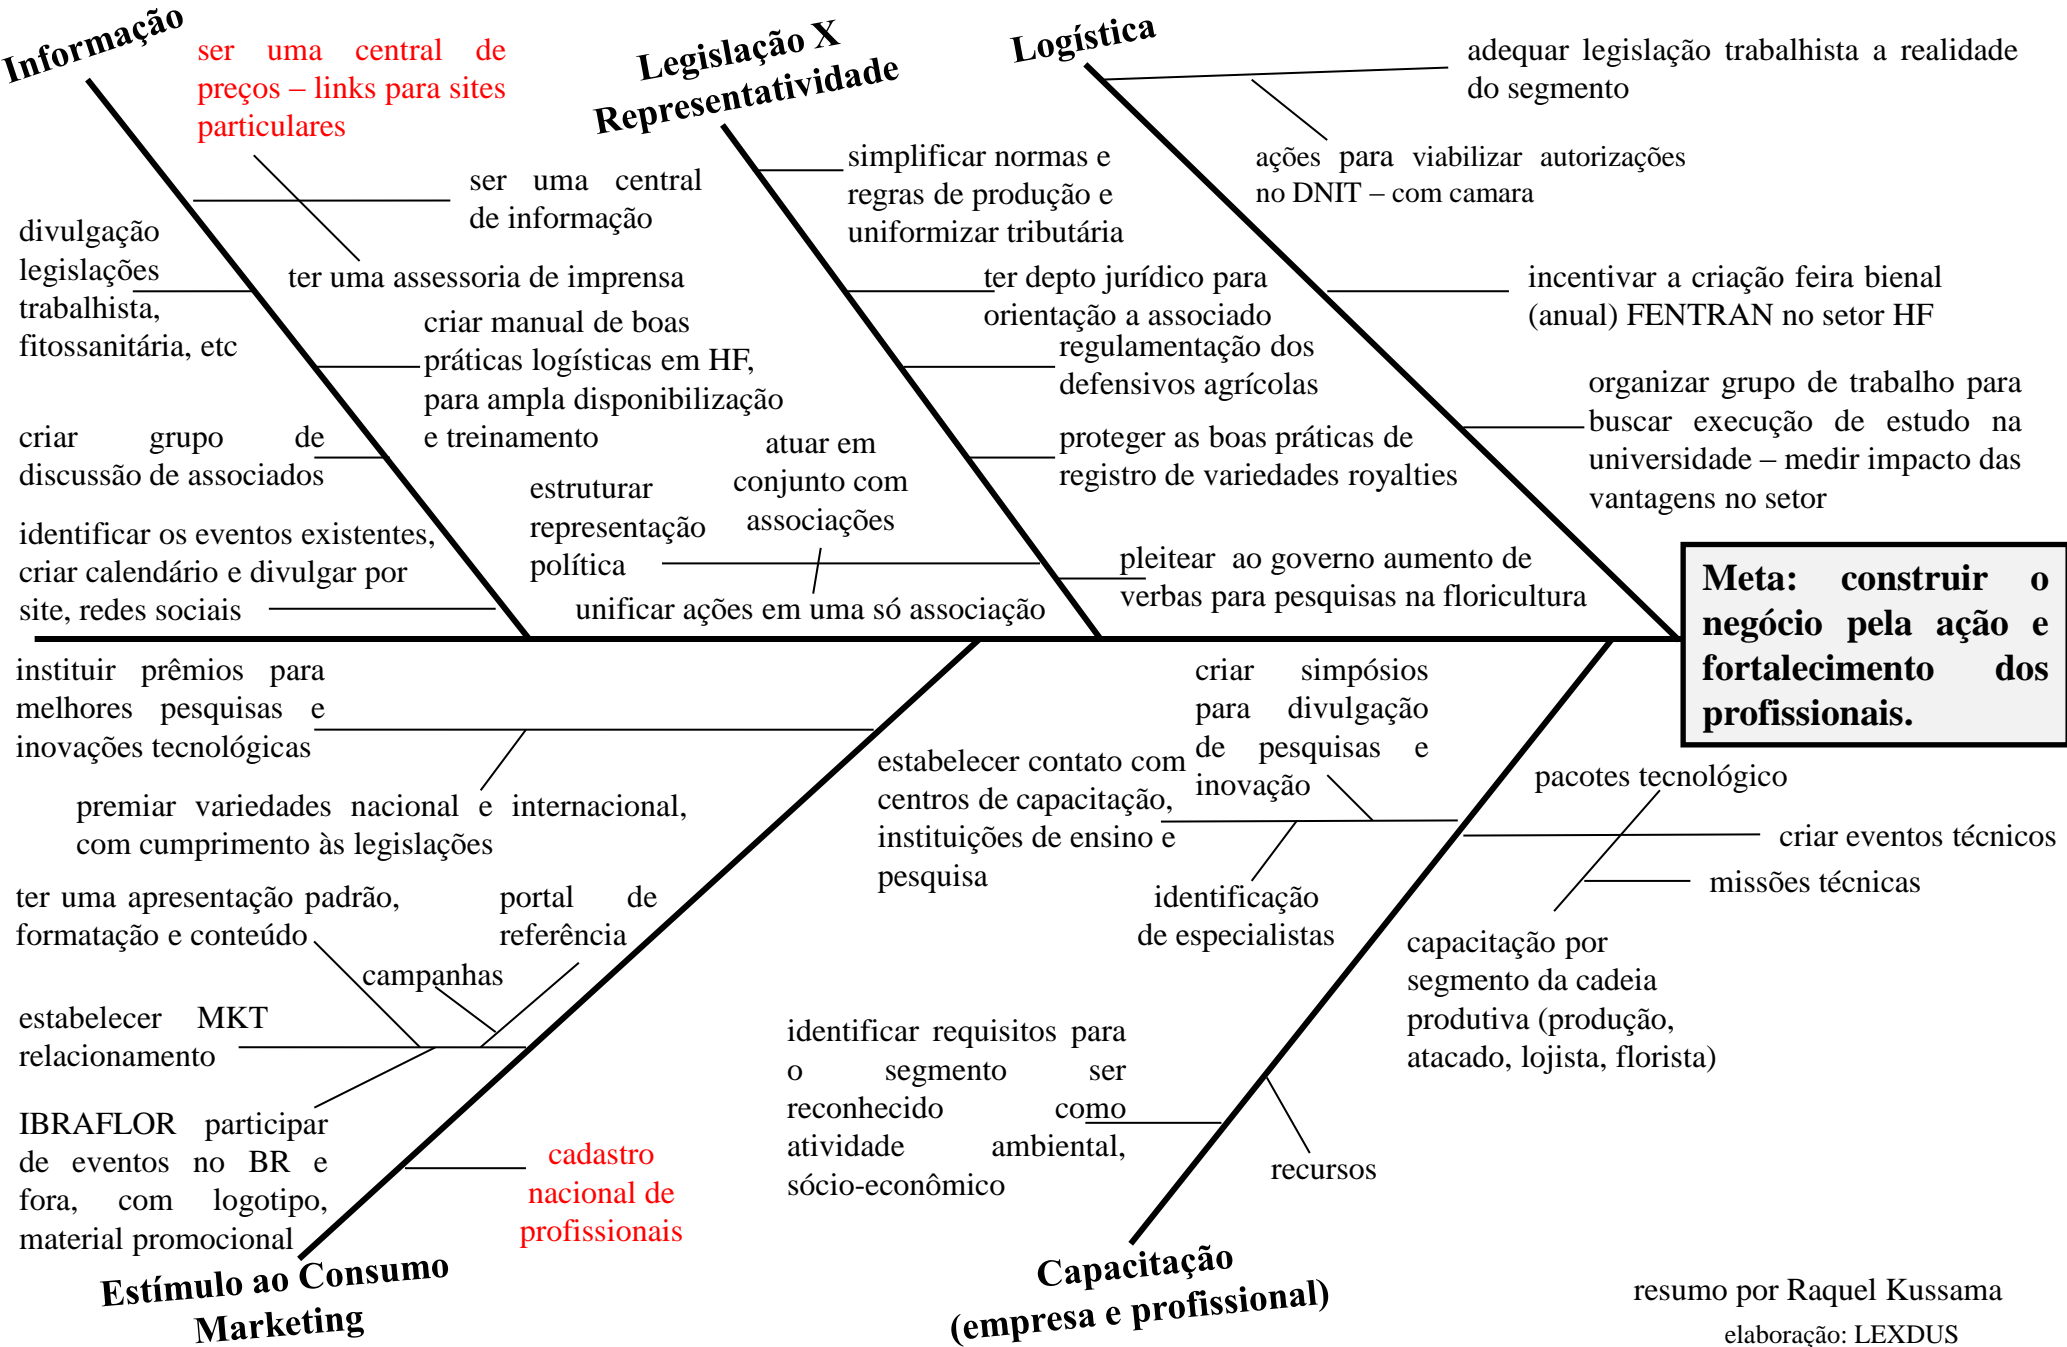 Informação
ser uma central de
preços – links para sites
particulares
ser uma central
de informação
divulgação
legislações
trabalhista,
fitossanitária, etc
ter uma assessoria de imprensa
criar manual de boas
práticas logísticas em HF,
para ampla disponibilização
e treinamento
criar grupo de
discussão de associados
identificar os eventos existentes,
criar calendário e divulgar por
site, redes sociais
Legislação X
Representatividade
simplificar normas e
regras de produção e
uniformizar tributária
ter depto jurídico para
orientação a associado
regulamentação dos
defensivos agrícolas
proteger as boas práticas de
registro de variedades royalties
atuar em
conjunto com
associações
estruturar
representação
política
unificar ações em uma só associação
pleitear ao governo aumento de
verbas para pesquisas na floricultura
Logística
adequar legislação trabalhista a realidade
do segmento
ações para viabilizar autorizações
no DNIT – com camara
incentivar a criação feira bienal
(anual) FENTRAN no setor HF
organizar grupo de trabalho para
buscar execução de estudo na
universidade – medir impacto das
vantagens no setor
Meta: construir o
negócio pela ação e
fortalecimento dos
profissionais.
instituir prêmios para
melhores pesquisas e
inovações tecnológicas
premiar variedades nacional e internacional,
com cumprimento às legislações
ter uma apresentação padrão,
formatação e conteúdo
portal de
referência
campanhas
estabelecer MKT
relacionamento
IBRAFLOR participar
de eventos no BR e
fora, com logotipo,
material promocional
cadastro
nacional de
profissionais
Estímulo ao Consumo
Marketing
criar simpósios
para divulgação
de pesquisas e
inovação
estabelecer contato com
centros de capacitação,
instituições de ensino e
pesquisa
identificação
de especialistas
pacotes tecnológico
criar eventos técnicos
missões técnicas
capacitação por
segmento da cadeia
produtiva (produção,
atacado, lojista, florista)
identificar requisitos para
o segmento ser
reconhecido como
atividade ambiental,
sócio-econômico
recursos
Capacitação
(empresa e profissional)
resumo por Raquel Kussama
elaboração: LEXDUS